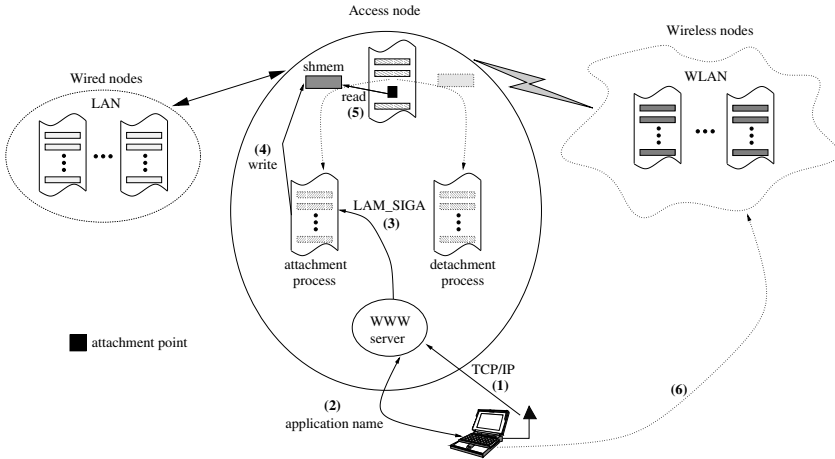 Access node
Wireless nodes
Wired nodes
LAN
shmem
WLAN
read
(5)
(4)
write
LAM_SIGA
(3)
attachment
process
detachment
process
WWW
server
attachment point
TCP/IP
(1)
(2)
application name
(6)